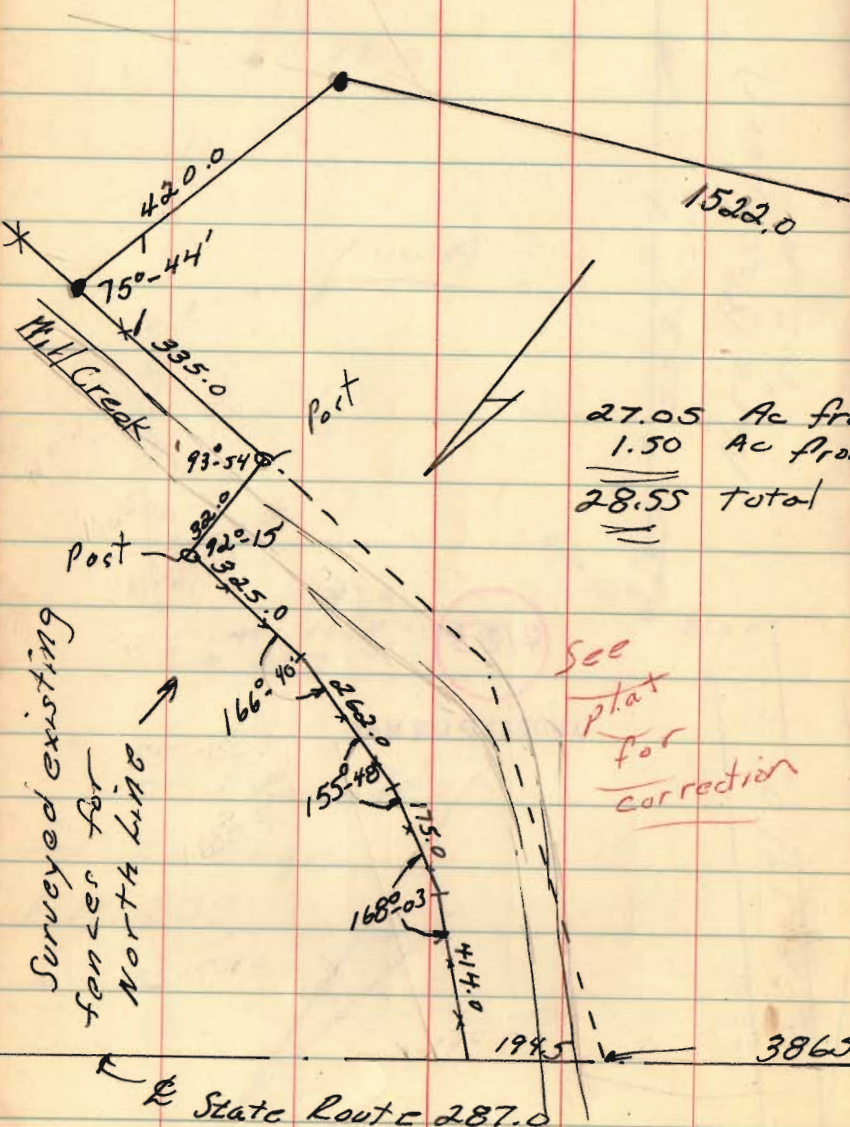 420.0
1522.0
75°-44'
335.0
Mill Creek
Post
27.05 Ac
1.50 Ac
28.55 total
93°-54
32.0
Post
92°-15
325.0
166°-40'
262.0
155°-48
175.0
168°-03
414.0
See
plat
for
correction
Surveyed existing
fences for
North Line
194.5
3865
℄ State Route 287.0